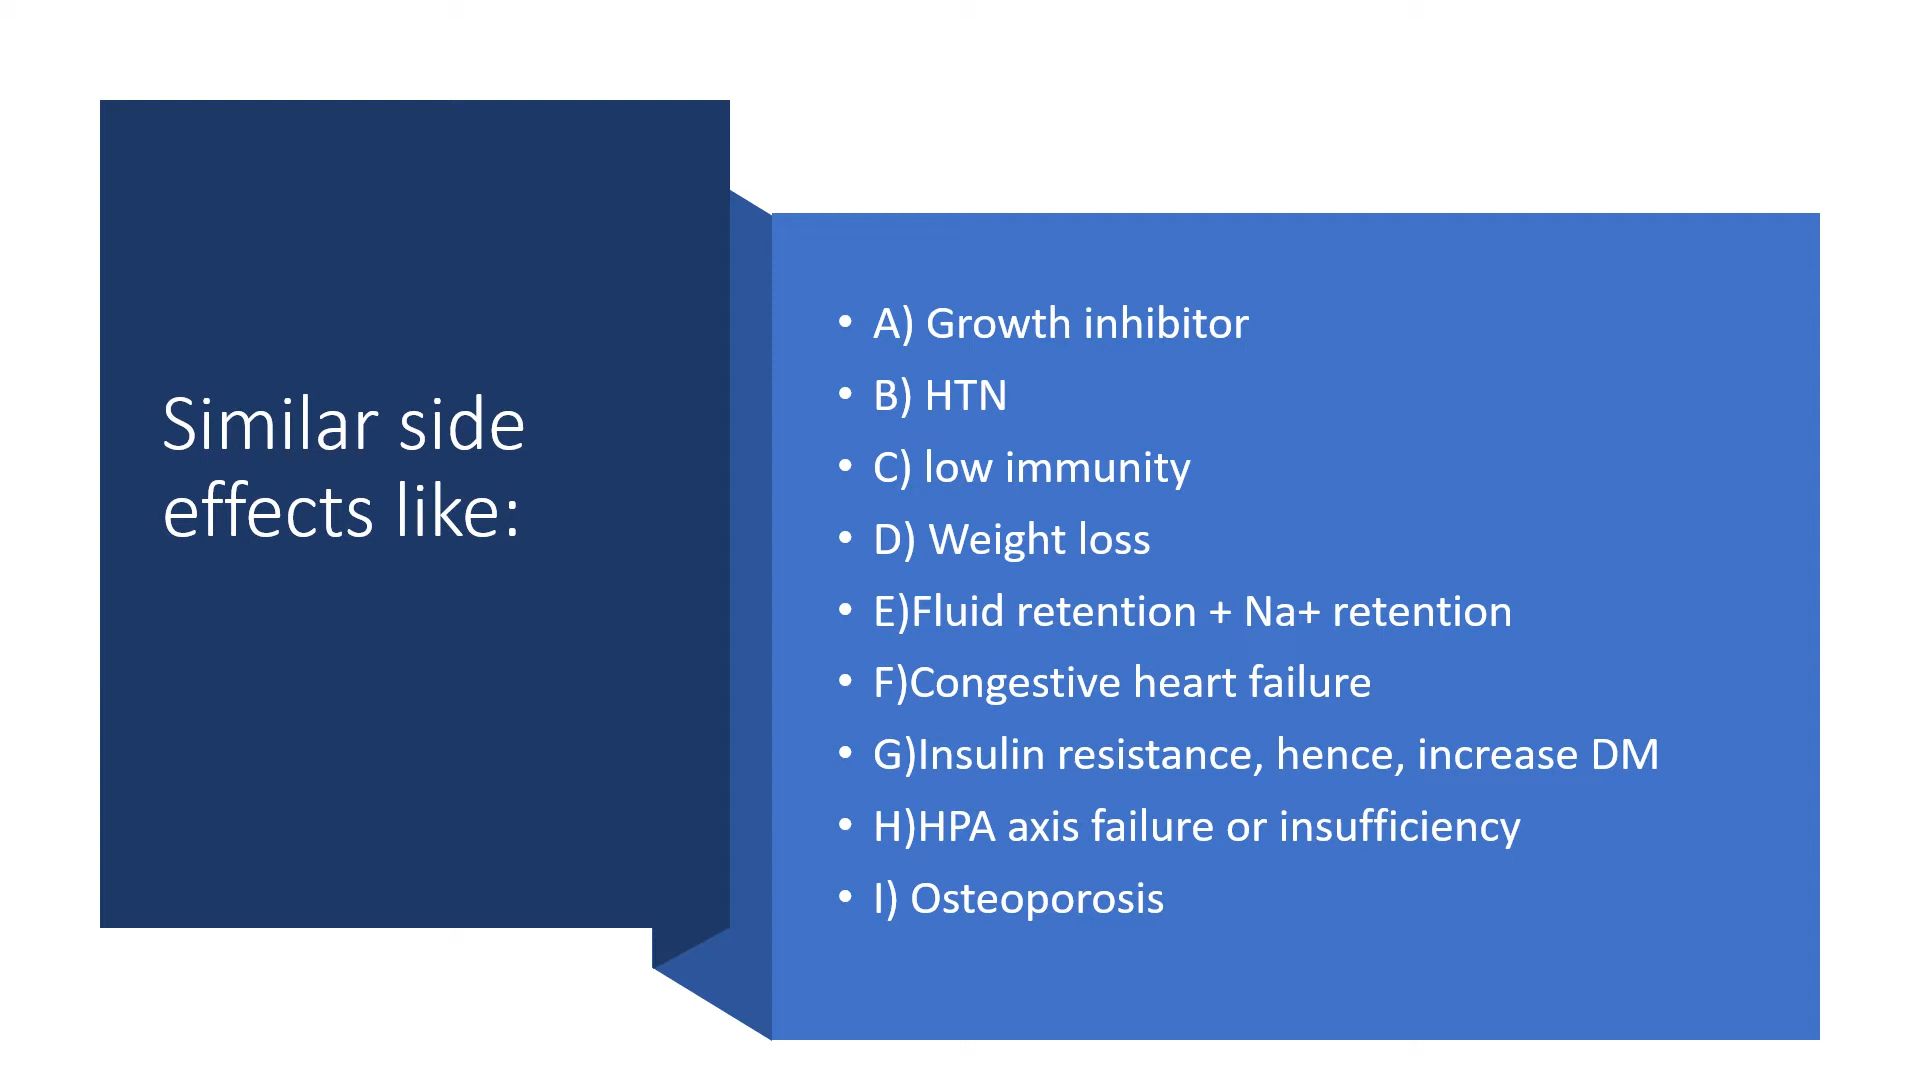 Similar side
effects like:
• A) Growth inhibitor
• B) HTN
• C) low immunity
• D) Weight loss
• E)Fluid retention + Na+ retention
• F)Congestive heart failure
• G)Insulin resistance, hence, increase DM
• H)HPA axis failure or insufficiency
• I) Osteoporosis